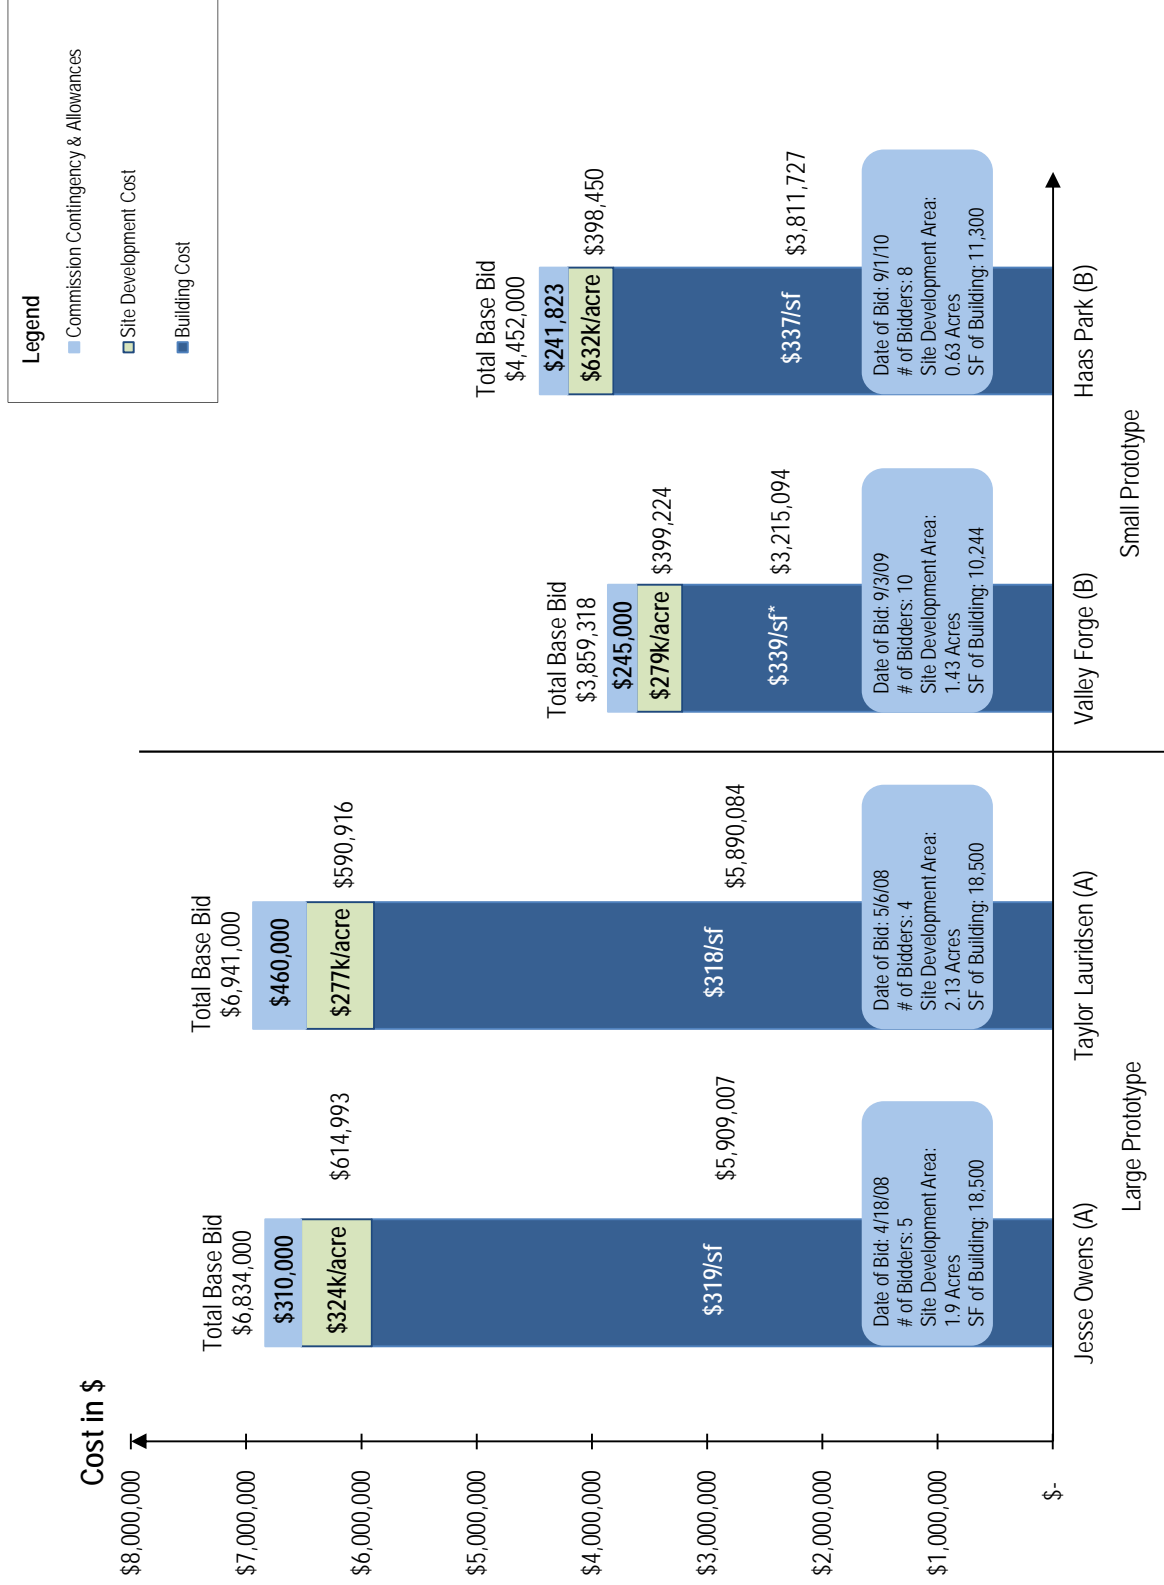 Legend
Commission Contingency & Allowances
Site Development Cost
Building Cost
Cost in $
$8,000,000
$7,000,000
$6,000,000
$5,000,000
$4,000,000
$3,000,000
$2,000,000
$1,000,000
$-
Total Base Bid
$6,834,000
$310,000
$324k/acre
$614,993
$319/sf
$5,909,007
Date of Bid: 4/18/08
# of Bidders: 5
Site Development Area:
1.9 Acres
SF of Building: 18,500
Jesse Owens (A)
Total Base Bid
$6,941,000
$460,000
$277k/acre
$590,916
$318/sf
$5,890,084
Date of Bid: 5/6/08
# of Bidders: 4
Site Development Area:
2.13 Acres
SF of Building: 18,500
Taylor Lauridsen (A)
Large Prototype
Total Base Bid
$3,859,318
$245,000
$279k/acre
$399,224
$339/sf*
$3,215,094
Date of Bid: 9/3/09
# of Bidders: 10
Site Development Area:
1.43 Acres
SF of Building: 10,244
Valley Forge (B)
Total Base Bid
$4,452,000
$241,823
$632k/acre
$398,450
$337/sf
$3,811,727
Date of Bid: 9/1/10
# of Bidders: 8
Site Development Area:
0.63 Acres
SF of Building: 11,300
Haas Park (B)
Small Prototype